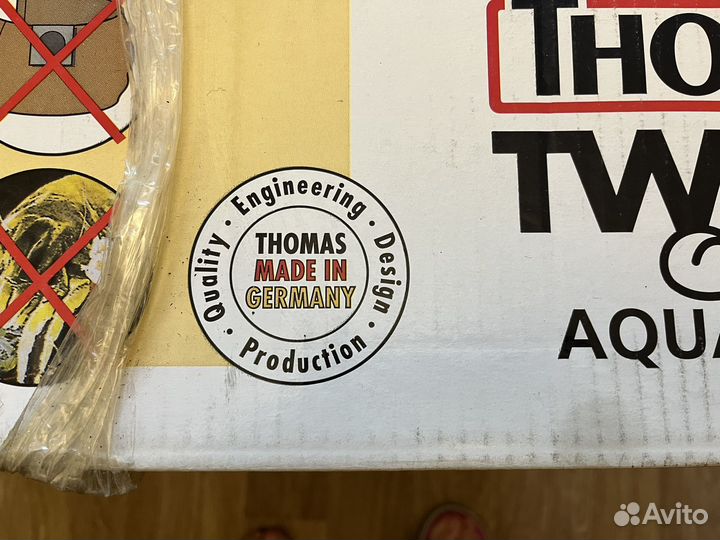 THO
TW
AQUA
Quality · Engineering · Design · Production ·
THOMAS
MADE IN
GERMANY
Avito